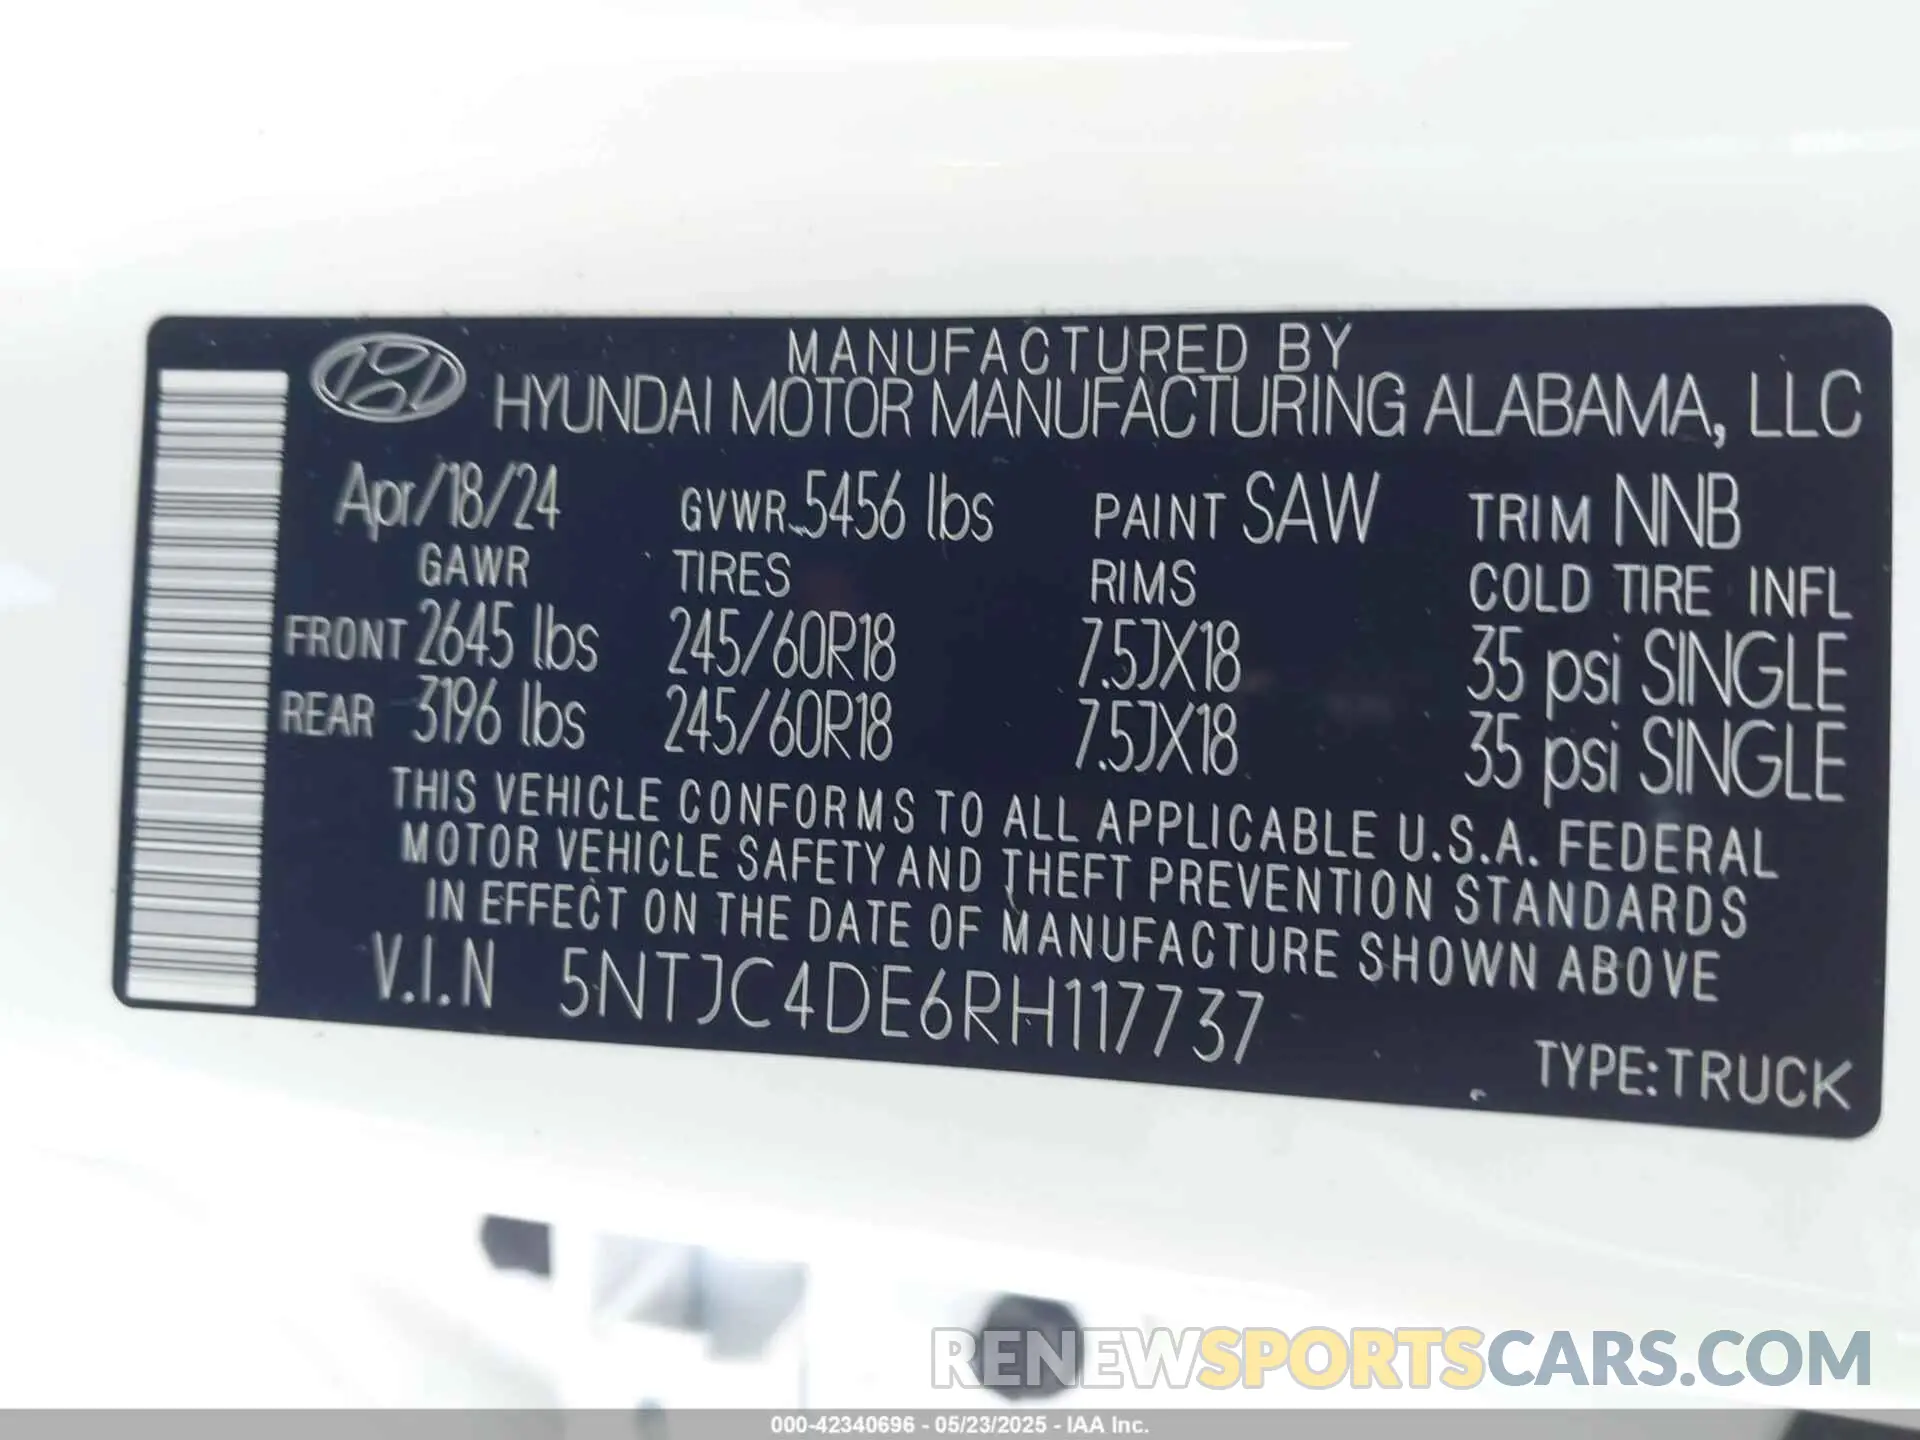 MANUFACTURED BY
HYUNDAI MOTOR MANUFACTURING ALABAMA, LLC
Apr/18/24 GVWR 5456 lbs PAINT SAW TRIM NNB
GAWR TIRES RIMS COLD TIRE INFL
FRONT 2645 lbs 245/60R18 7.5JX18 35 psi SINGLE
REAR 3196 lbs 245/60R18 7.5JX18 35 psi SINGLE
THIS VEHICLE CONFORMS TO ALL APPLICABLE U.S.A. FEDERAL
MOTOR VEHICLE SAFETY AND THEFT PREVENTION STANDARDS
IN EFFECT ON THE DATE OF MANUFACTURE SHOWN ABOVE
V.I.N 5NTJC4DE6RH117737
TYPE:TRUCK
RENEWSPORTSCARS.COM
000-42340696 - 05/23/2025 - IAA Inc.